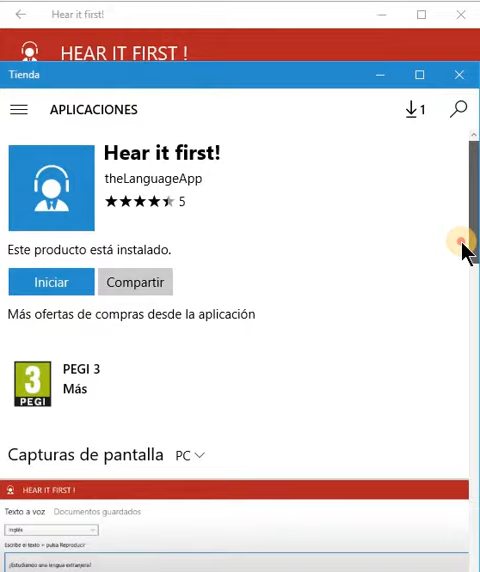 Hear it first!
HEAR IT FIRST !
Tienda
APLICACIONES
1
Hear it first!
theLanguageApp
5
Este producto está instalado.
Iniciar
Compartir
Más ofertas de compras desde la aplicación
3
PEGI
PEGI 3
Más
Capturas de pantalla PC
HEAR IT FIRST !
Texto a voz Documentos guardados
Inglés
Escribe el texto + pulsa Reproducir
¿Estudiando una lengua extranjera?